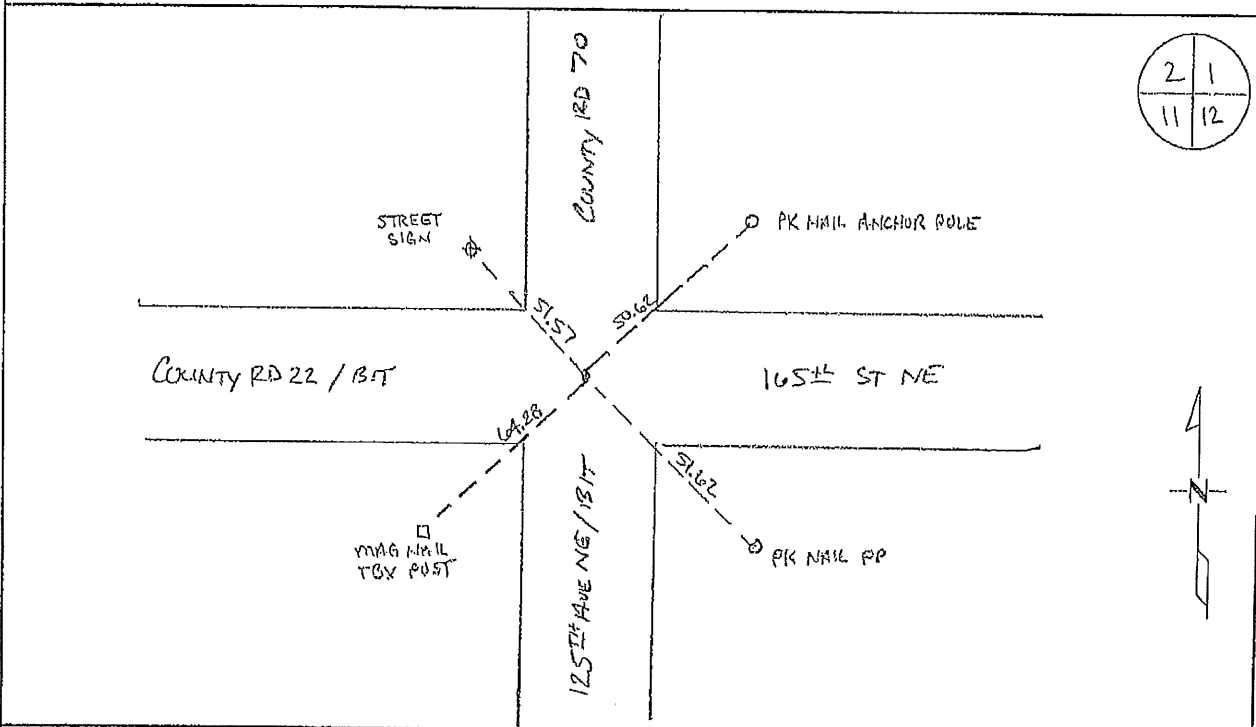 COUNTY RD 70
2 1
11 12
STREET
SIGN
PK NAIL ANCHOR POLE
51.57
50.62
COUNTY RD 22 / BIT
165TH ST NE
64.28
51.62
N
125TH AVE NE/BIT
MAG NAIL
TBX POST
PK NAIL PP